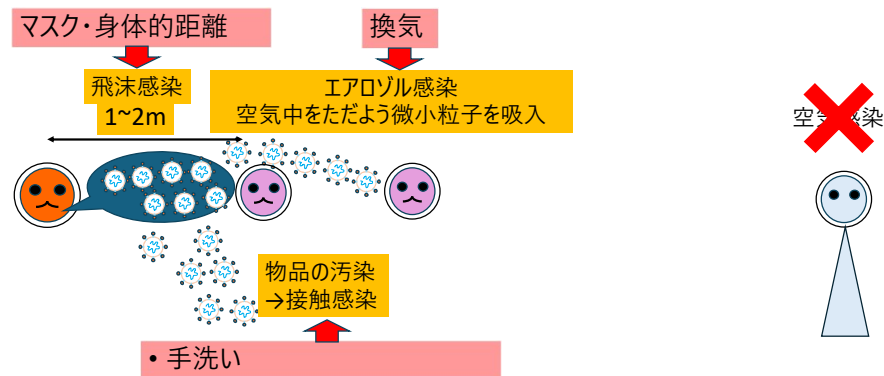 マスク・身体的距離
換気
飛沫感染
1~2m
エアロゾル感染
空気中をただよう微小粒子を吸入
空気感染
物品の汚染
→接触感染
・手洗い